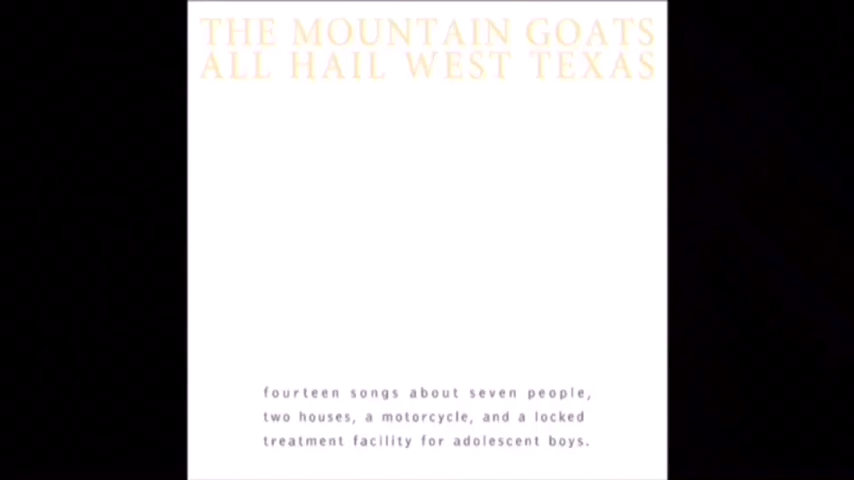 THE MOUNTAIN GOATS
ALL HAIL WEST TEXAS
fourteen songs about seven people,
two houses, a motorcycle, and a locked
treatment facility for adolescent boys.